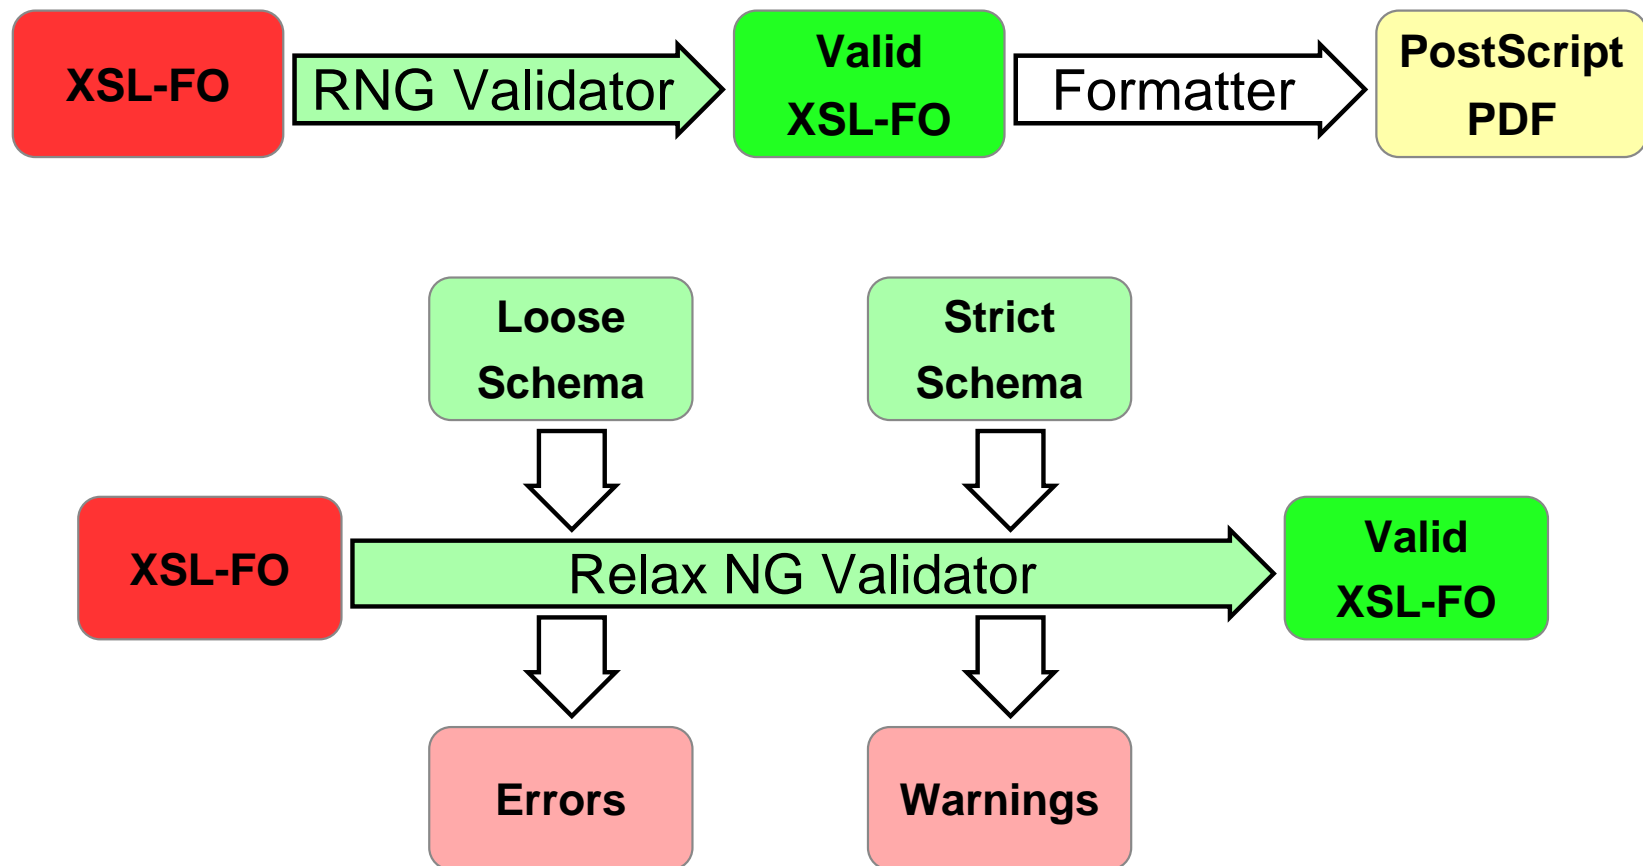 XSL-FO
RNG Validator
Valid
XSL-FO
Formatter
PostScript
PDF
Loose
Schema
Strict
Schema
XSL-FO
Relax NG Validator
Valid
XSL-FO
Errors
Warnings